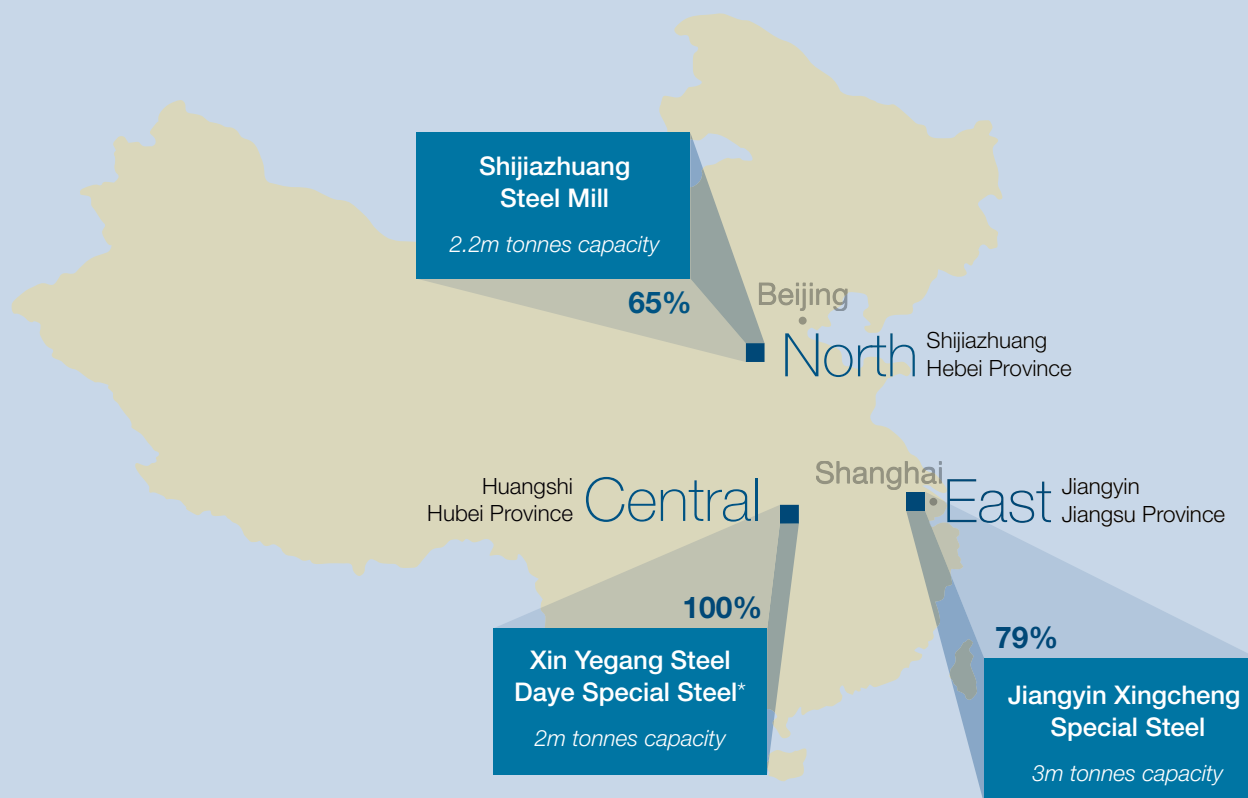 Shijiazhuang
Steel Mill
2.2m tonnes capacity
65%
Beijing
North
Shijiazhuang
Hebei Province
Huangshi
Hubei Province
Central
Shanghai
East
Jiangyin
Jiangsu Province
100%
Xin Yegang Steel
Daye Special Steel*
2m tonnes capacity
79%
Jiangyin Xingcheng
Special Steel
3m tonnes capacity